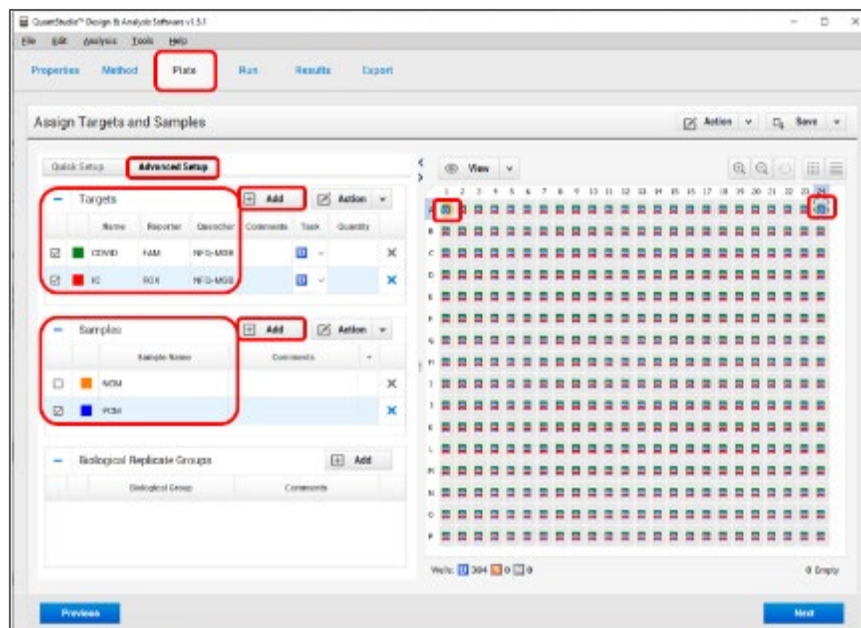 QuantStudio™ Design & Analysis Software v1.5.1
File Edit Analysis Tools Help
Properties Method Plate Run Results Export
Assign Targets and Samples
Action Save
Quick Setup Advanced Setup
View
Targets Add Action
Name Reporter Quencher Comments Task Quantity
COVID FAM NFQ-MGB
IC ROX NFQ-MGB
Samples Add Action
Sample Name Comments
NCM
PCM
Biological Replicate Groups Add
Biological Group Comments
1 2 3 4 5 6 7 8 9 10 11 12 13 14 15 16 17 18 19 20 21 22 23 24
A
B
C
D
E
F
G
H
I
J
K
L
M
N
O
P
Wells: U 384 N 0 S 0 0 Empty
Previous Next